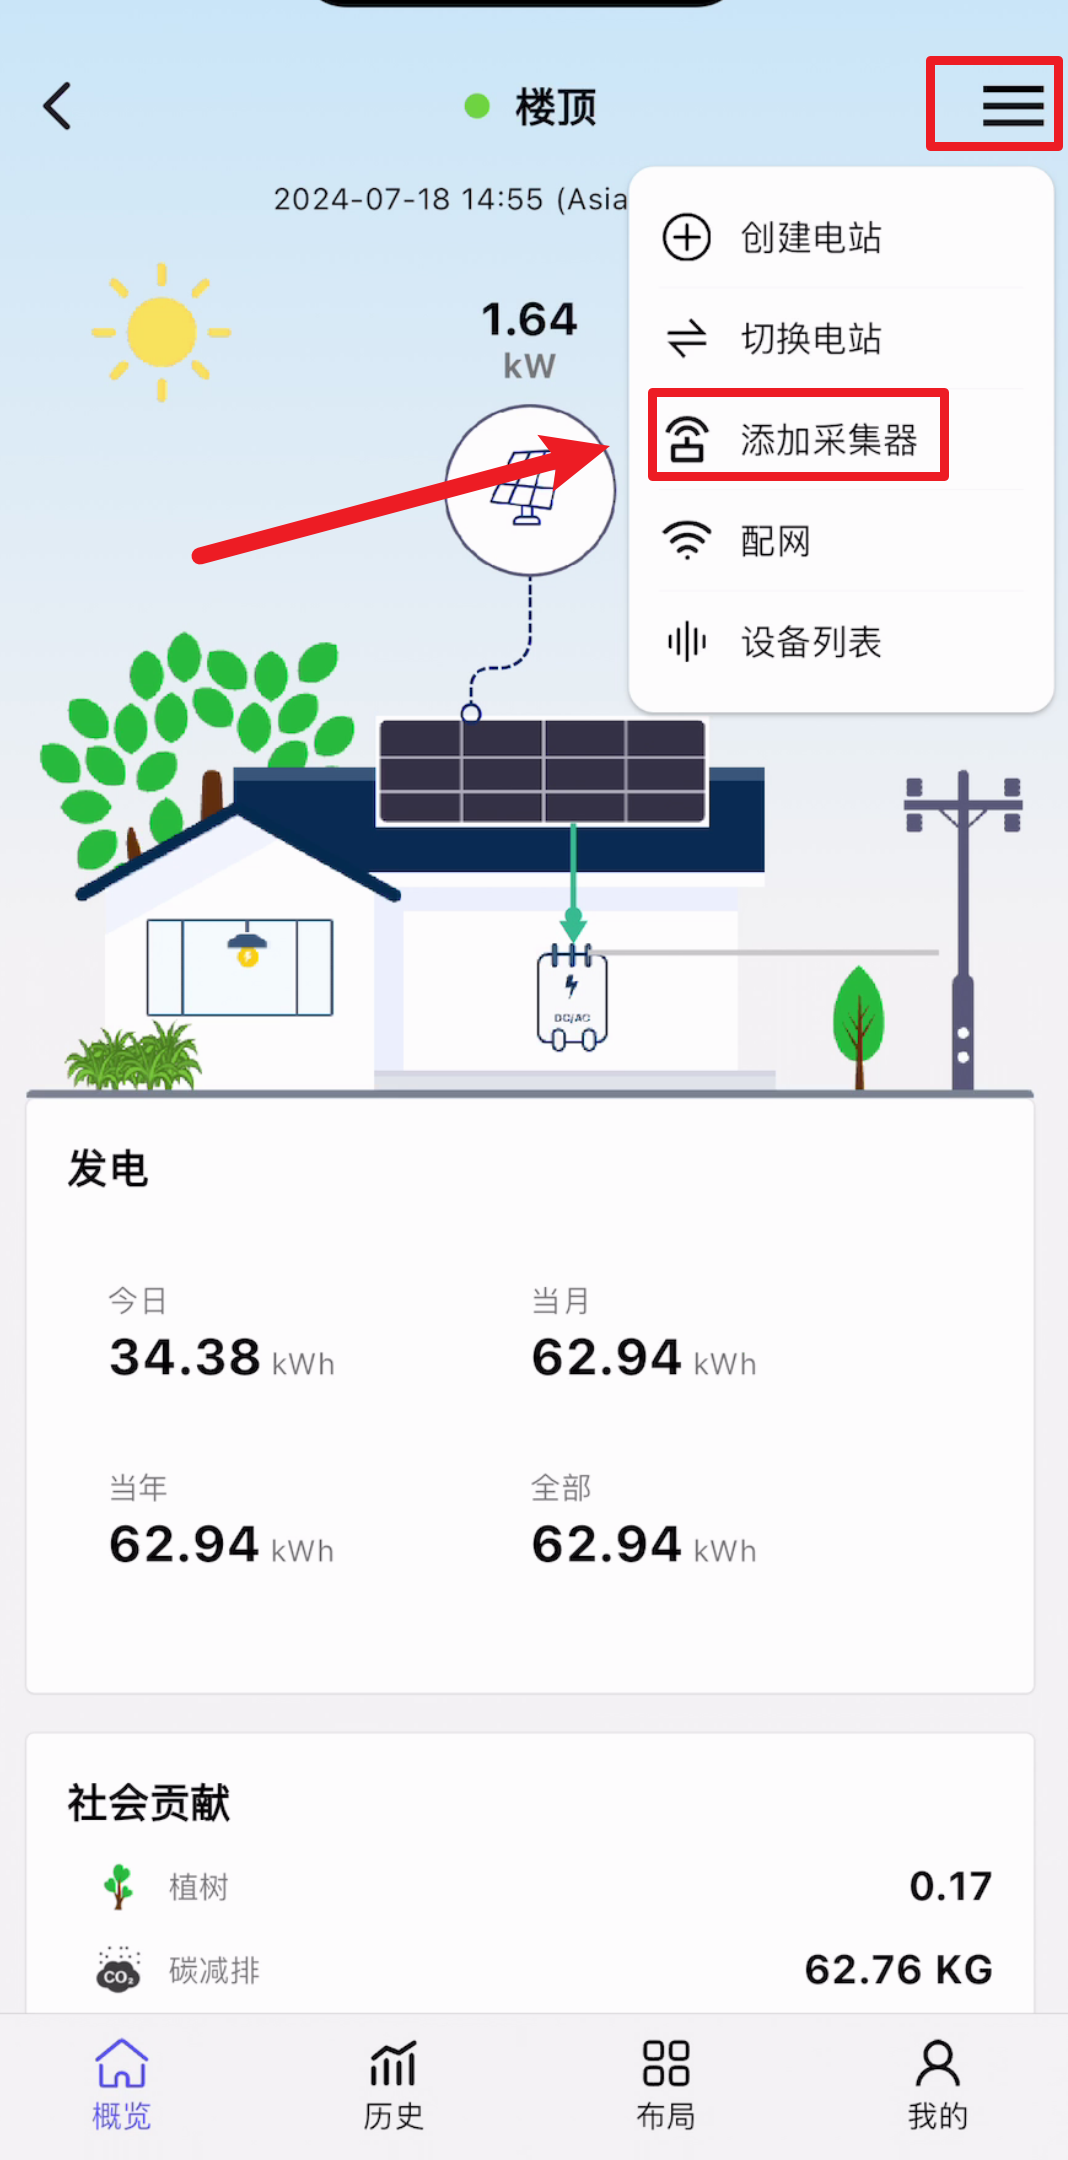 楼顶
2024-07-18 14:55 (Asia
创建电站
切换电站
添加采集器
配网
设备列表
1.64
kW
DC/AC
发电
今日 当月
34.38 kWh 62.94 kWh
当年 全部
62.94 kWh 62.94 kWh
社会贡献
植树 0.17
CO₂ 碳减排 62.76 KG
概览 历史 布局 我的